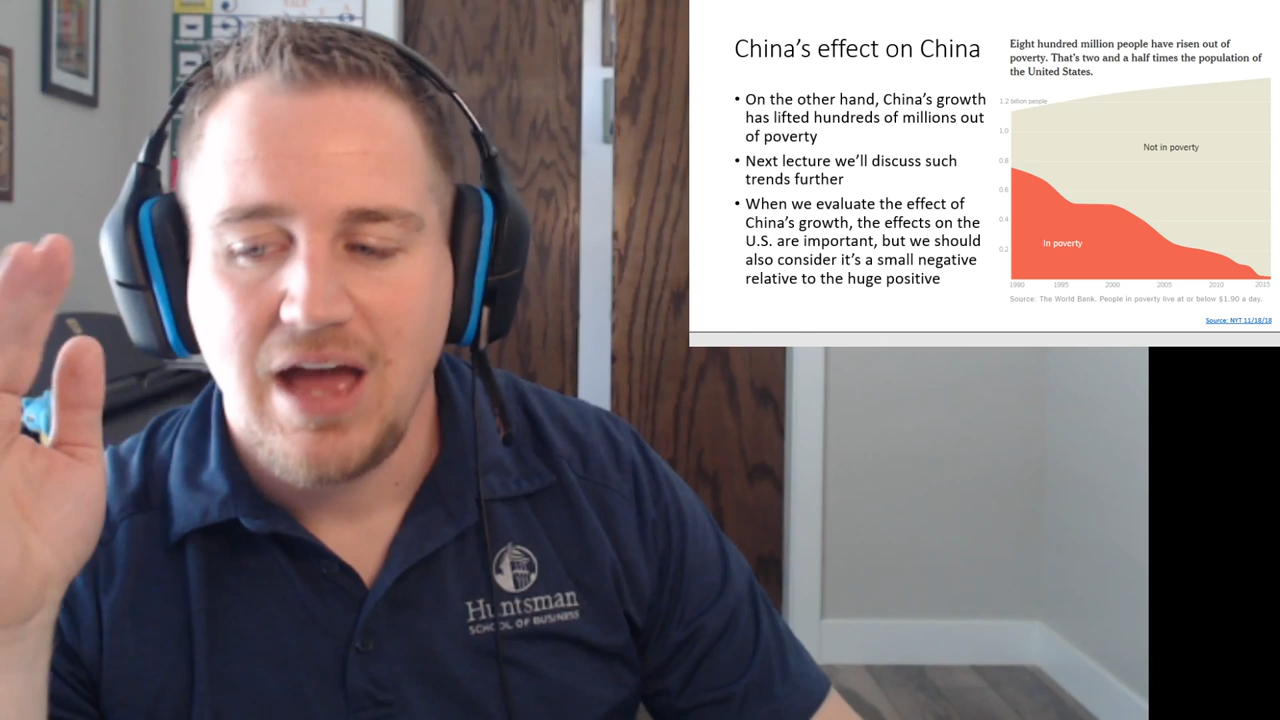 China’s effect on China
• On the other hand, China’s growth
has lifted hundreds of millions out
of poverty
• Next lecture we’ll discuss such
trends further
• When we evaluate the effect of
China’s growth, the effects on the
U.S. are important, but we should
also consider it’s a small negative
relative to the huge positive
Eight hundred million people have risen out of
poverty. That’s two and a half times the population of
the United States.
1.2 billion people
1.0
0.8
0.6
0.4
0.2
Not in poverty
In poverty
1990 1995 2000 2005 2010 2015
Source: The World Bank. People in poverty live at or below $1.90 a day.
Source: NYT 11/18/18
Huntsman
SCHOOL OF BUSINESS